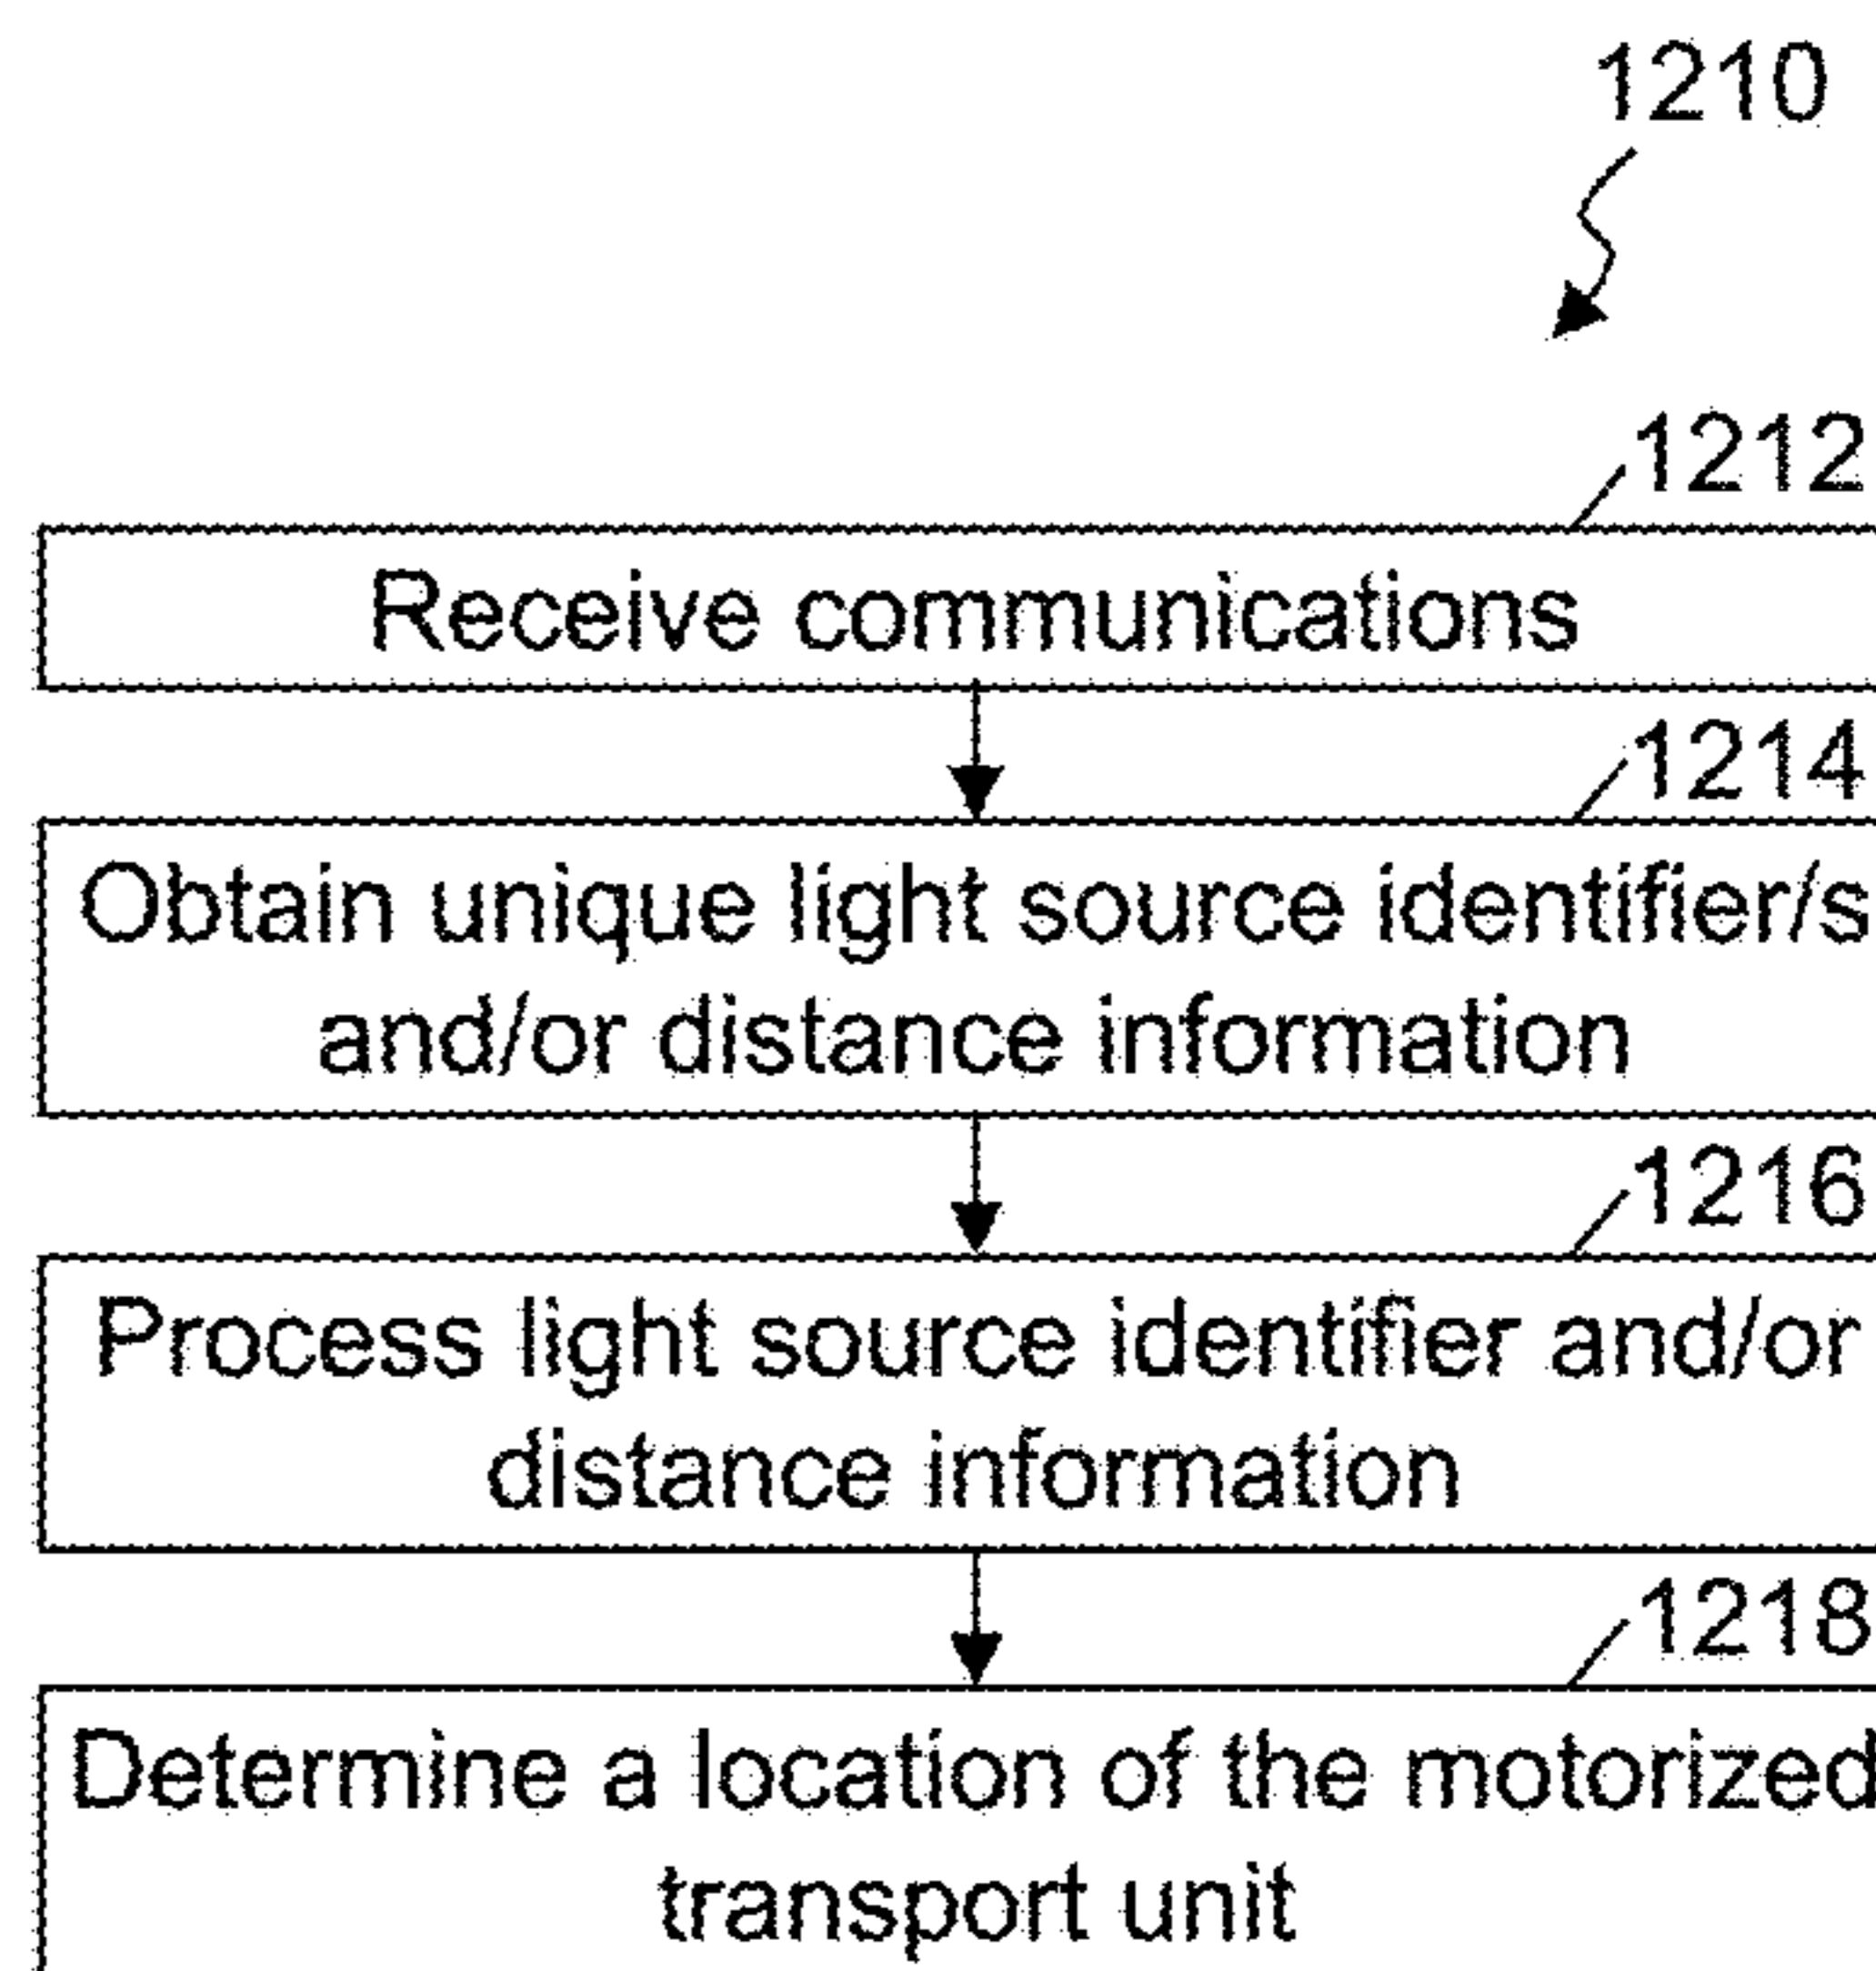 1210
1212
Receive communications
1214
Obtain unique light source identifier/s
and/or distance information
1216
Process light source identifier and/or
distance information
1218
Determine a location of the motorized
transport unit